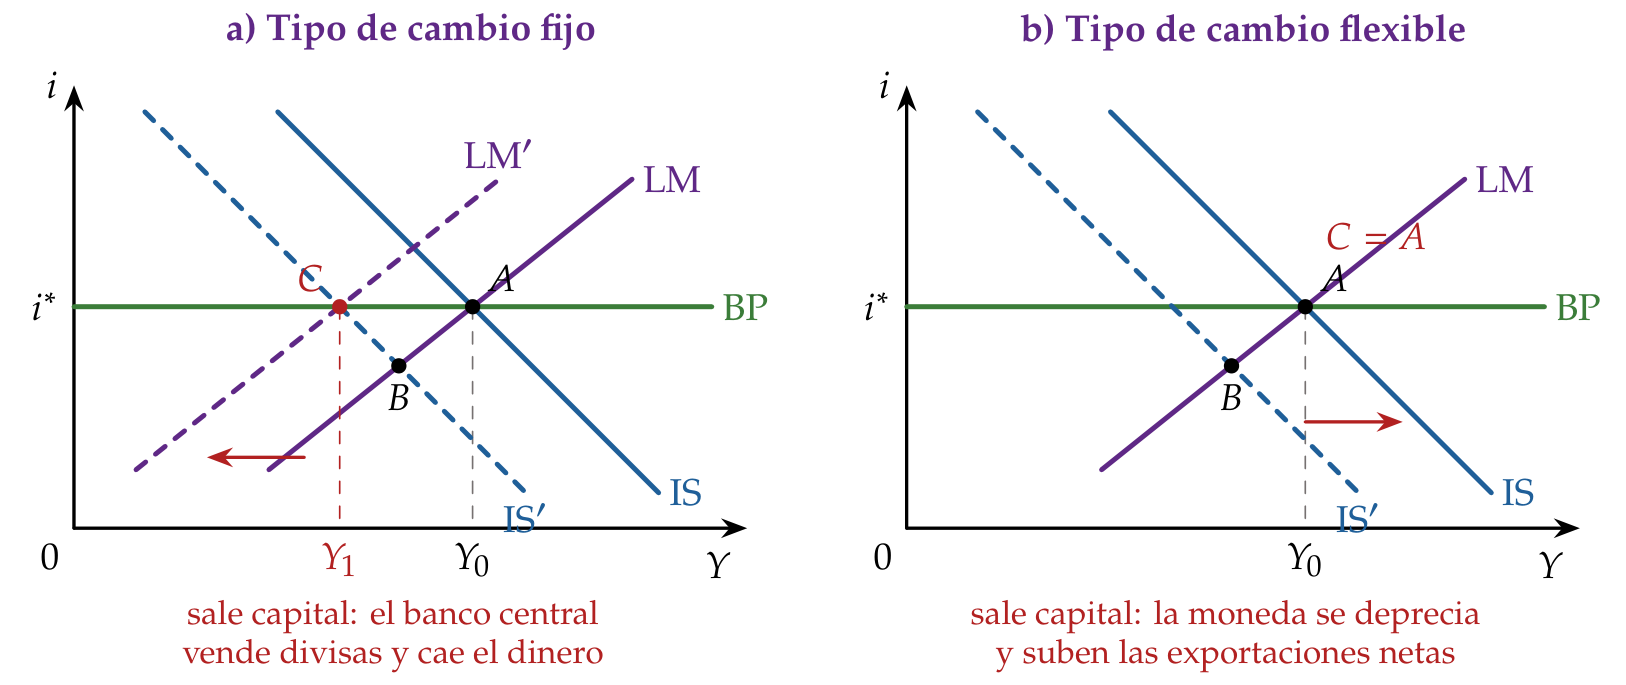 a) Tipo de cambio fijo
i
LM′
LM
C
A
i*
BP
B
IS
IS′
0
Y₁
Y₀
Y
sale capital: el banco central
vende divisas y cae el dinero
b) Tipo de cambio flexible
i
LM
C = A
A
i*
BP
B
IS
IS′
0
Y₀
Y
sale capital: la moneda se deprecia
y suben las exportaciones netas